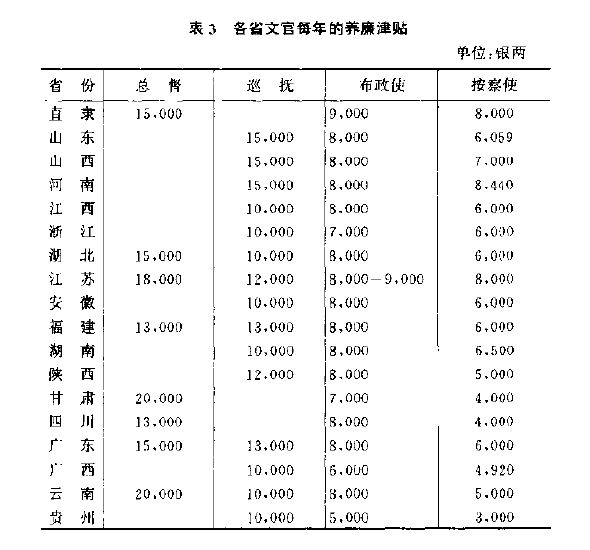 表3 各省文官每年的养廉津贴
单位:银两
省份 总督 巡抚 布政使 按察使
直隶 15,000 9,000 8,000
山东 15,000 8,000 6,059
山西 15,000 8,000 7,000
河南 15,000 8,000 8,440
江西 10,000 8,000 6,000
浙江 10,000 7,000 6,000
湖北 15,000 10,000 8,000 6,000
江苏 18,000 12,000 8,000-9,000 8,000
安徽 10,000 8,000 6,000
福建 13,000 13,000 8,000 6,000
湖南 10,000 8,000 6,500
陕西 12,000 8,000 5,000
甘肃 20,000 7,000 4,000
四川 13,000 8,000 4,000
广东 15,000 13,000 8,000 6,000
广西 10,000 6,000 4,920
云南 20,000 10,000 8,000 5,000
贵州 10,000 5,000 3,000